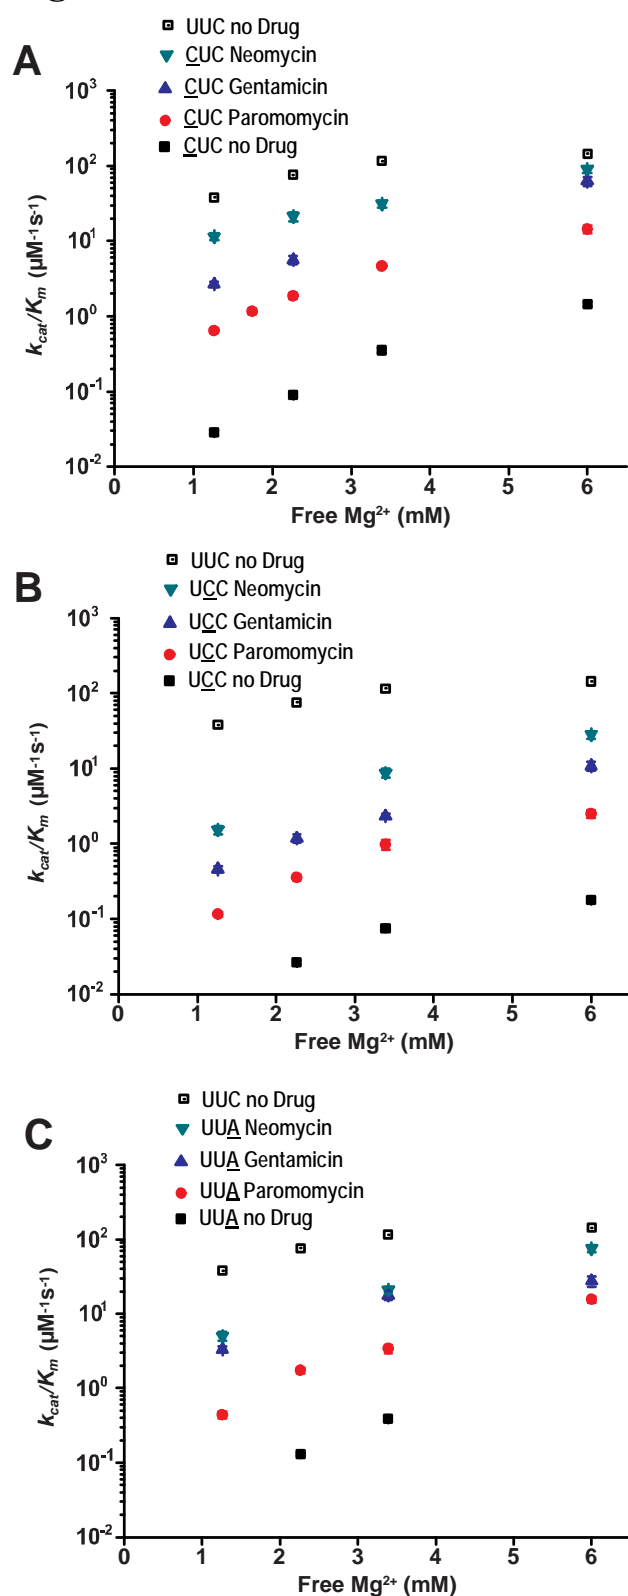 A
UUC no Drug
CUC Neomycin
CUC Gentamicin
CUC Paromomycin
CUC no Drug
10³
10²
10¹
10⁰
10⁻¹
10⁻²
kcat/Km (µM⁻¹s⁻¹)
0 1 2 3 4 5 6
Free Mg²⁺ (mM)
B
UUC no Drug
UCC Neomycin
UCC Gentamicin
UCC Paromomycin
UCC no Drug
10³
10²
10¹
10⁰
10⁻¹
10⁻²
kcat/Km (µM⁻¹s⁻¹)
0 1 2 3 4 5 6
Free Mg²⁺ (mM)
C
UUC no Drug
UUA Neomycin
UUA Gentamicin
UUA Paromomycin
UUA no Drug
10³
10²
10¹
10⁰
10⁻¹
10⁻²
kcat/Km (µM⁻¹s⁻¹)
0 1 2 3 4 5 6
Free Mg²⁺ (mM)